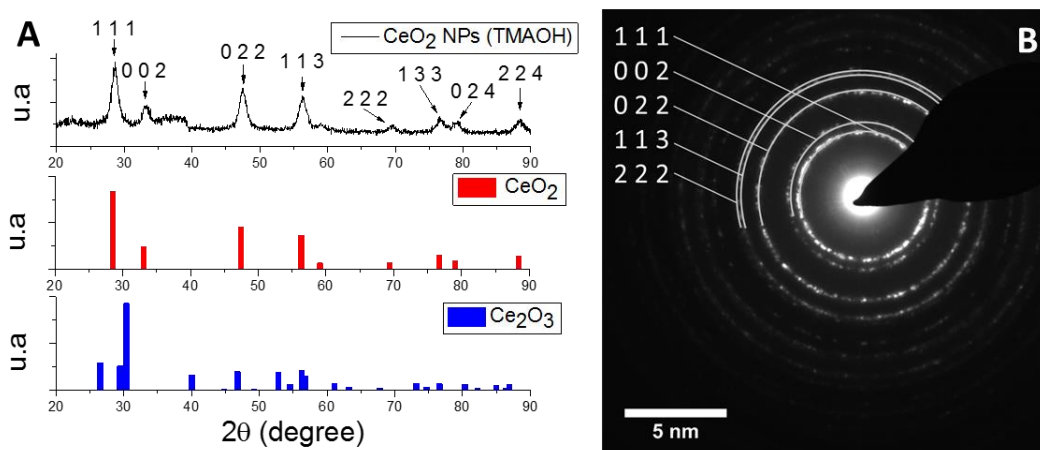 A
CeO₂ NPs (TMAOH)
1 1 1
0 0 2
0 2 2
1 1 3
2 2 2
1 3 3
0 2 4
2 2 4
u.a
20 30 40 50 60 70 80 90
CeO₂
u.a
20 30 40 50 60 70 80 90
Ce₂O₃
u.a
20 30 40 50 60 70 80 90
2θ (degree)
B
1 1 1
0 0 2
0 2 2
1 1 3
2 2 2
5 nm